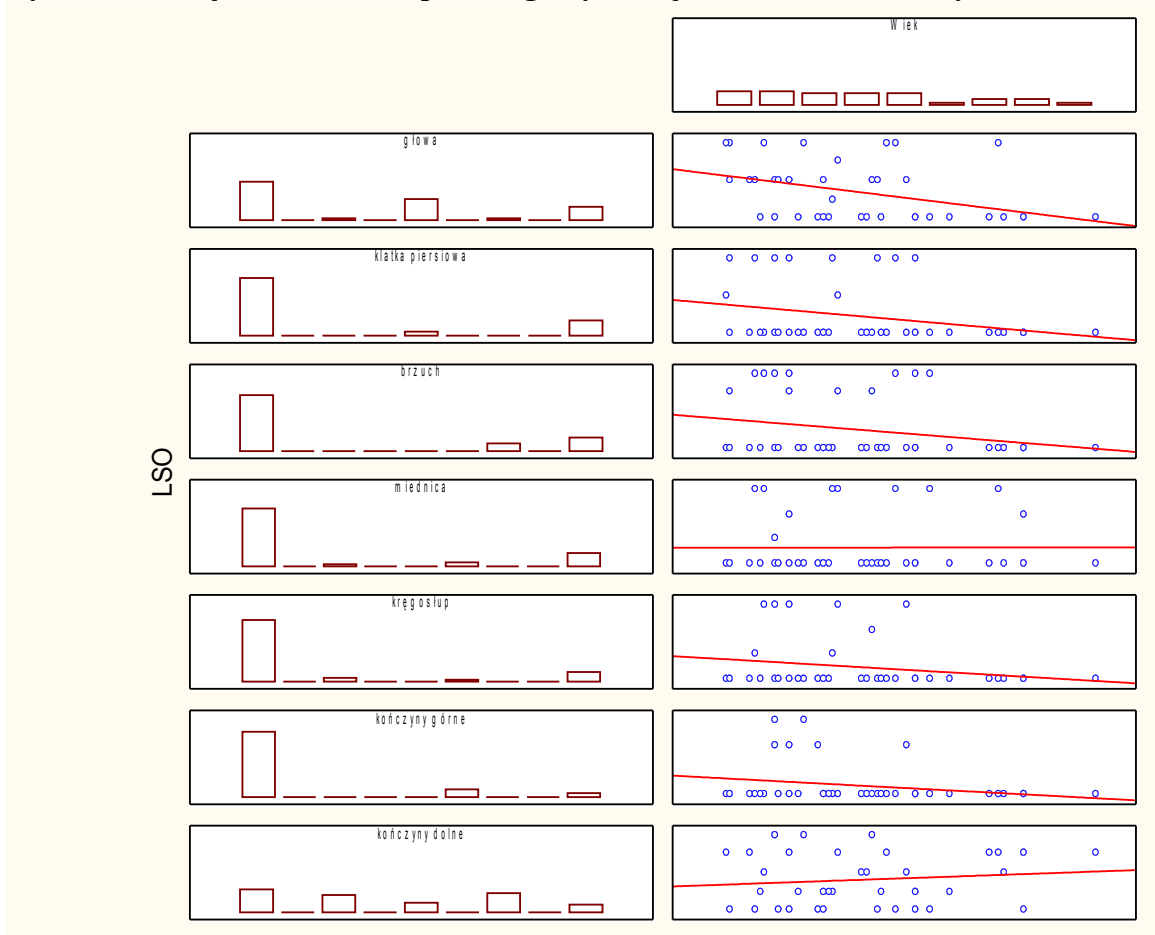 Wiek
głowa
klatka piersiowa
brzuch
LSO
miednica
kręgosłup
kończyny górne
kończyny dolne